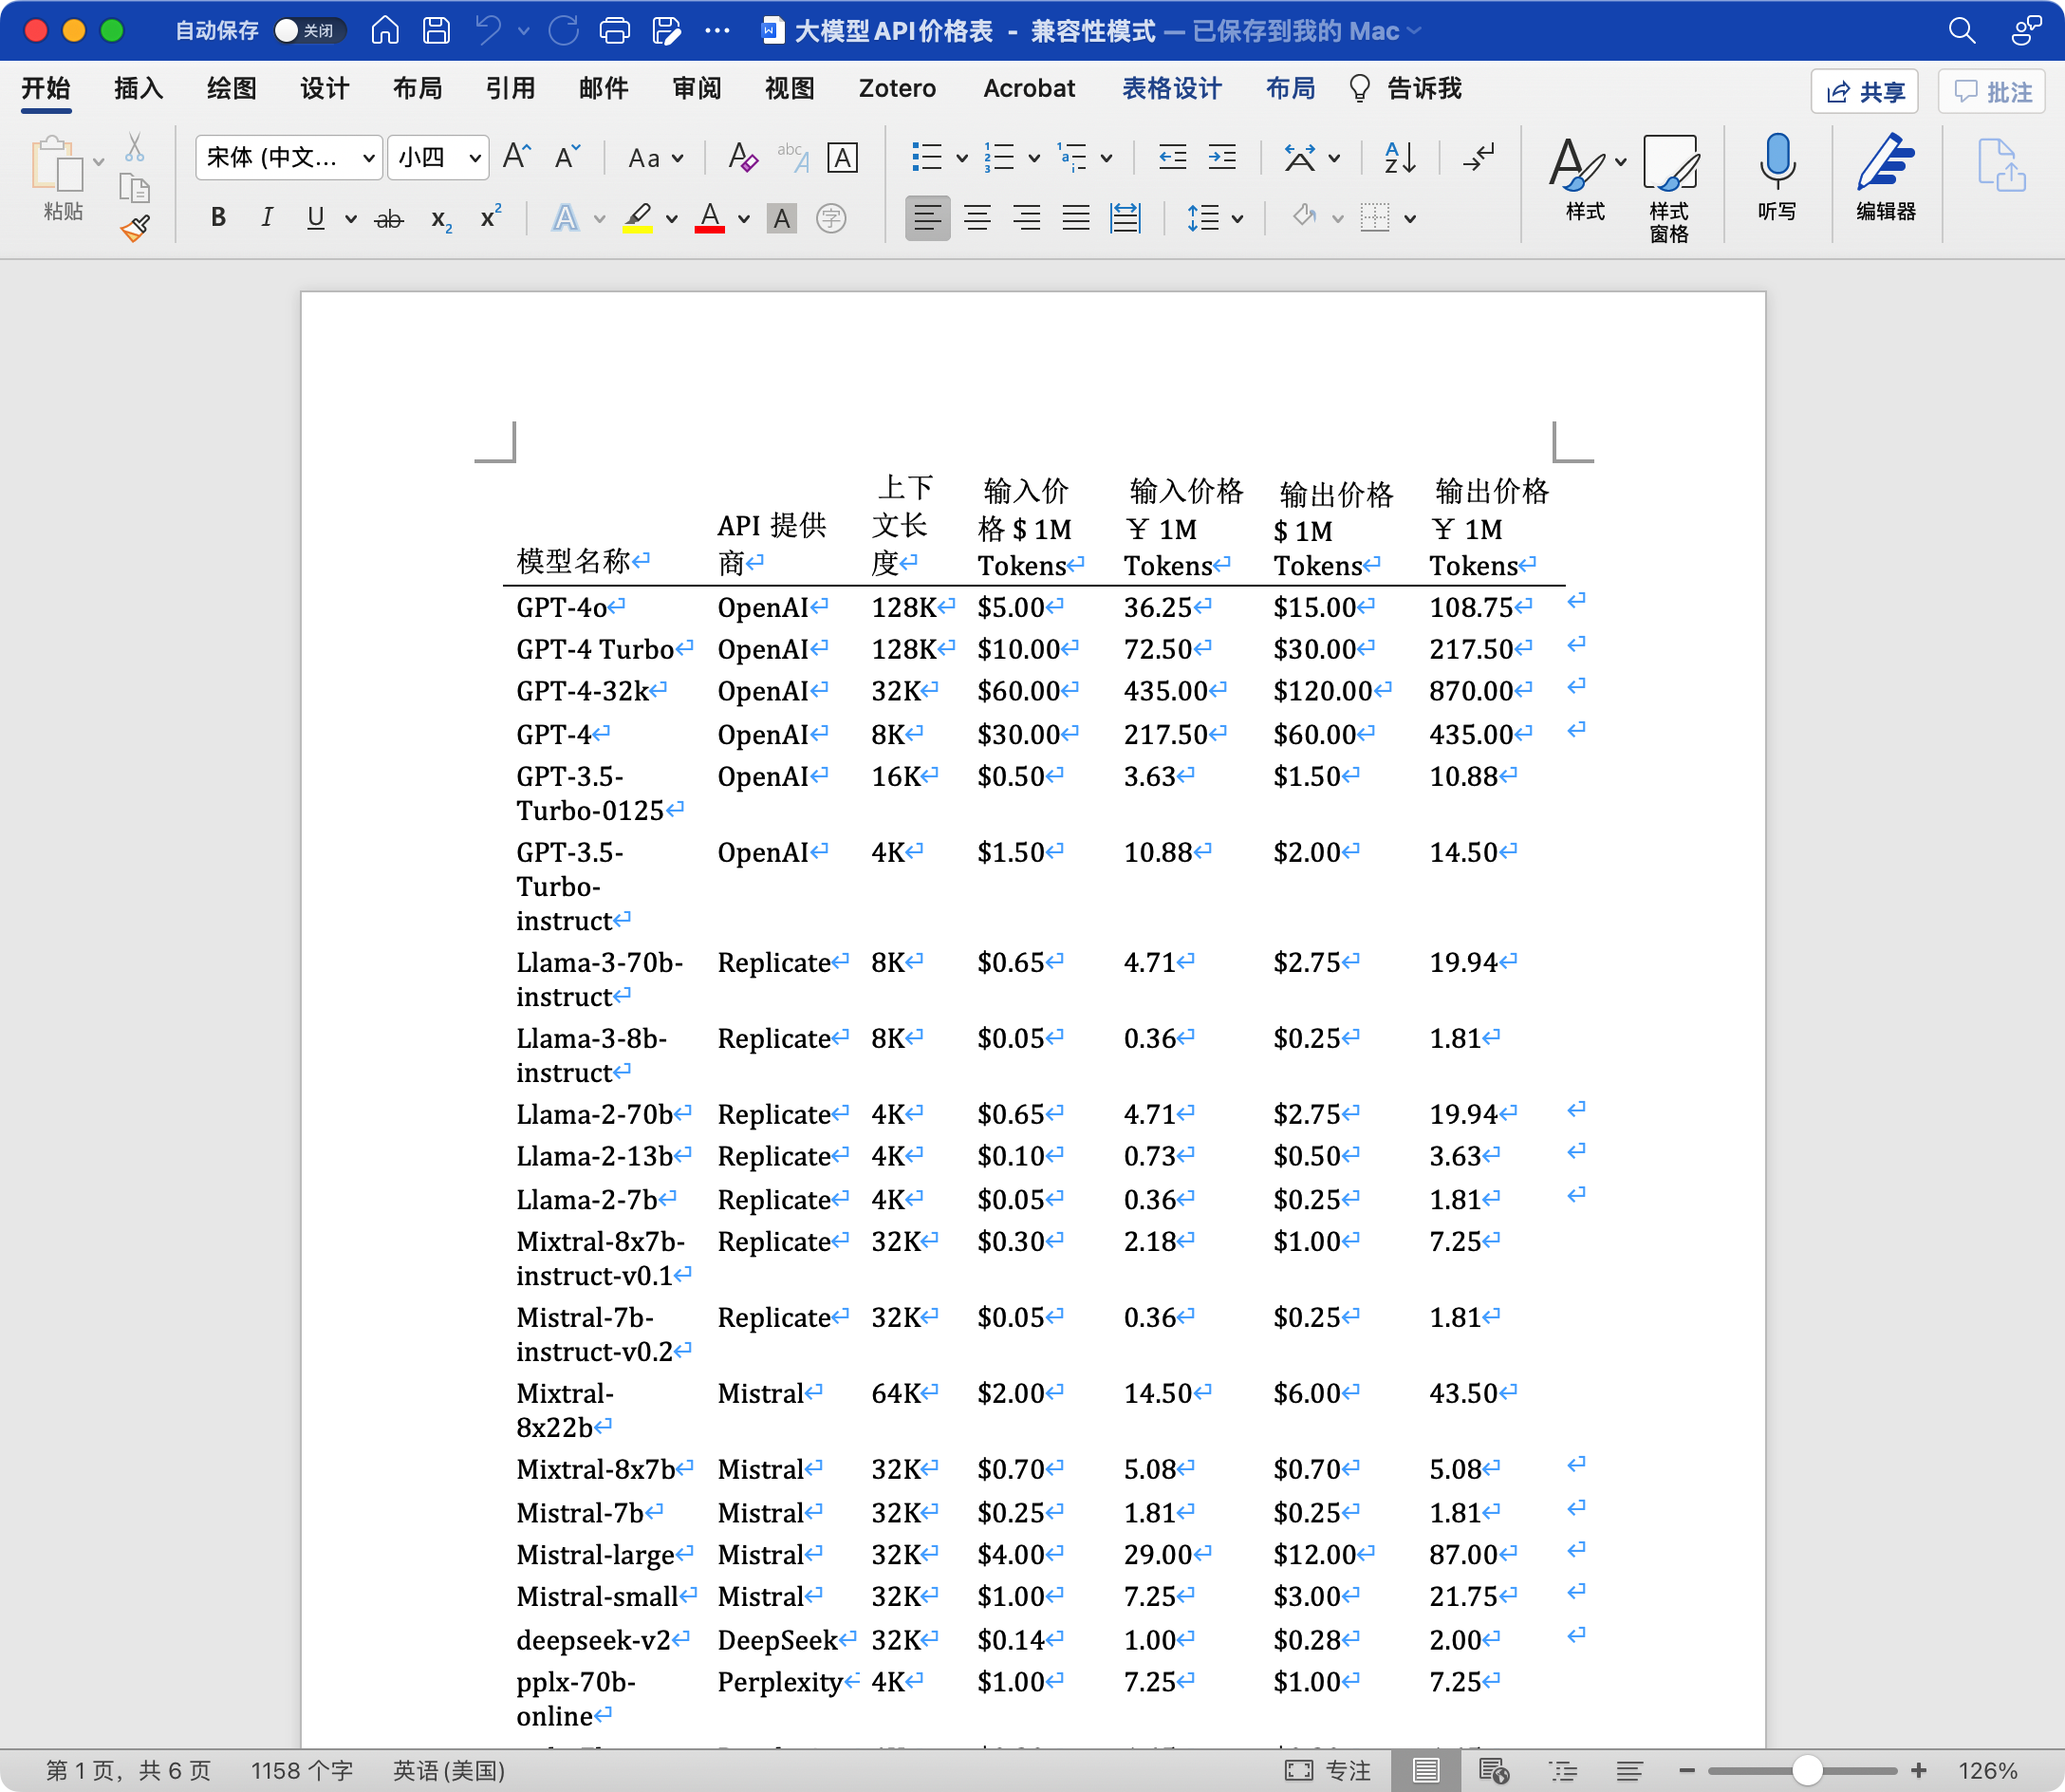 自动保存 关闭 大模型API价格表 - 兼容性模式 — 已保存到我的 Mac
开始 插入 绘图 设计 布局 引用 邮件 审阅 视图 Zotero Acrobat 表格设计 布局 告诉我 共享 批注
粘贴 宋体 (中文... 小四 样式 样式窗格 听写 编辑器
模型名称 API 提供商 上下文长度 输入价格 $ 1M Tokens 输入价格 ¥ 1M Tokens 输出价格 $ 1M Tokens 输出价格 ¥ 1M Tokens
GPT-4o OpenAI 128K $5.00 36.25 $15.00 108.75
GPT-4 Turbo OpenAI 128K $10.00 72.50 $30.00 217.50
GPT-4-32k OpenAI 32K $60.00 435.00 $120.00 870.00
GPT-4 OpenAI 8K $30.00 217.50 $60.00 435.00
GPT-3.5-Turbo-0125 OpenAI 16K $0.50 3.63 $1.50 10.88
GPT-3.5-Turbo-instruct OpenAI 4K $1.50 10.88 $2.00 14.50
Llama-3-70b-instruct Replicate 8K $0.65 4.71 $2.75 19.94
Llama-3-8b-instruct Replicate 8K $0.05 0.36 $0.25 1.81
Llama-2-70b Replicate 4K $0.65 4.71 $2.75 19.94
Llama-2-13b Replicate 4K $0.10 0.73 $0.50 3.63
Llama-2-7b Replicate 4K $0.05 0.36 $0.25 1.81
Mixtral-8x7b-instruct-v0.1 Replicate 32K $0.30 2.18 $1.00 7.25
Mistral-7b-instruct-v0.2 Replicate 32K $0.05 0.36 $0.25 1.81
Mixtral-8x22b Mistral 64K $2.00 14.50 $6.00 43.50
Mixtral-8x7b Mistral 32K $0.70 5.08 $0.70 5.08
Mistral-7b Mistral 32K $0.25 1.81 $0.25 1.81
Mistral-large Mistral 32K $4.00 29.00 $12.00 87.00
Mistral-small Mistral 32K $1.00 7.25 $3.00 21.75
deepseek-v2 DeepSeek 32K $0.14 1.00 $0.28 2.00
pplx-70b-online Perplexity 4K $1.00 7.25 $1.00 7.25
第 1 页，共 6 页 1158 个字 英语(美国) 专注 126%